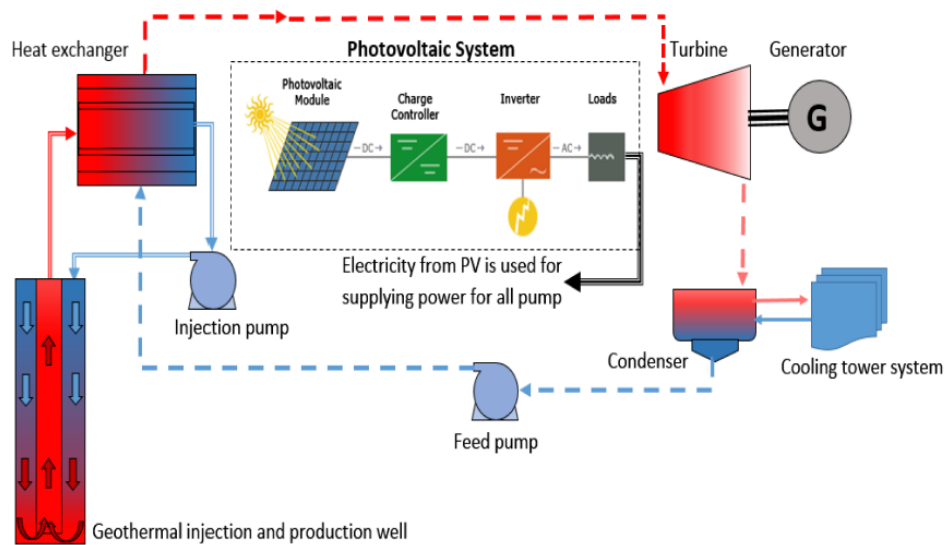 Heat exchanger
Photovoltaic System
Turbine
Generator
Photovoltaic
Module
Charge
Controller
Inverter
Loads
DC
DC
AC
G
Electricity from PV is used for
supplying power for all pump
Injection pump
Condenser
Cooling tower system
Feed pump
Geothermal injection and production well